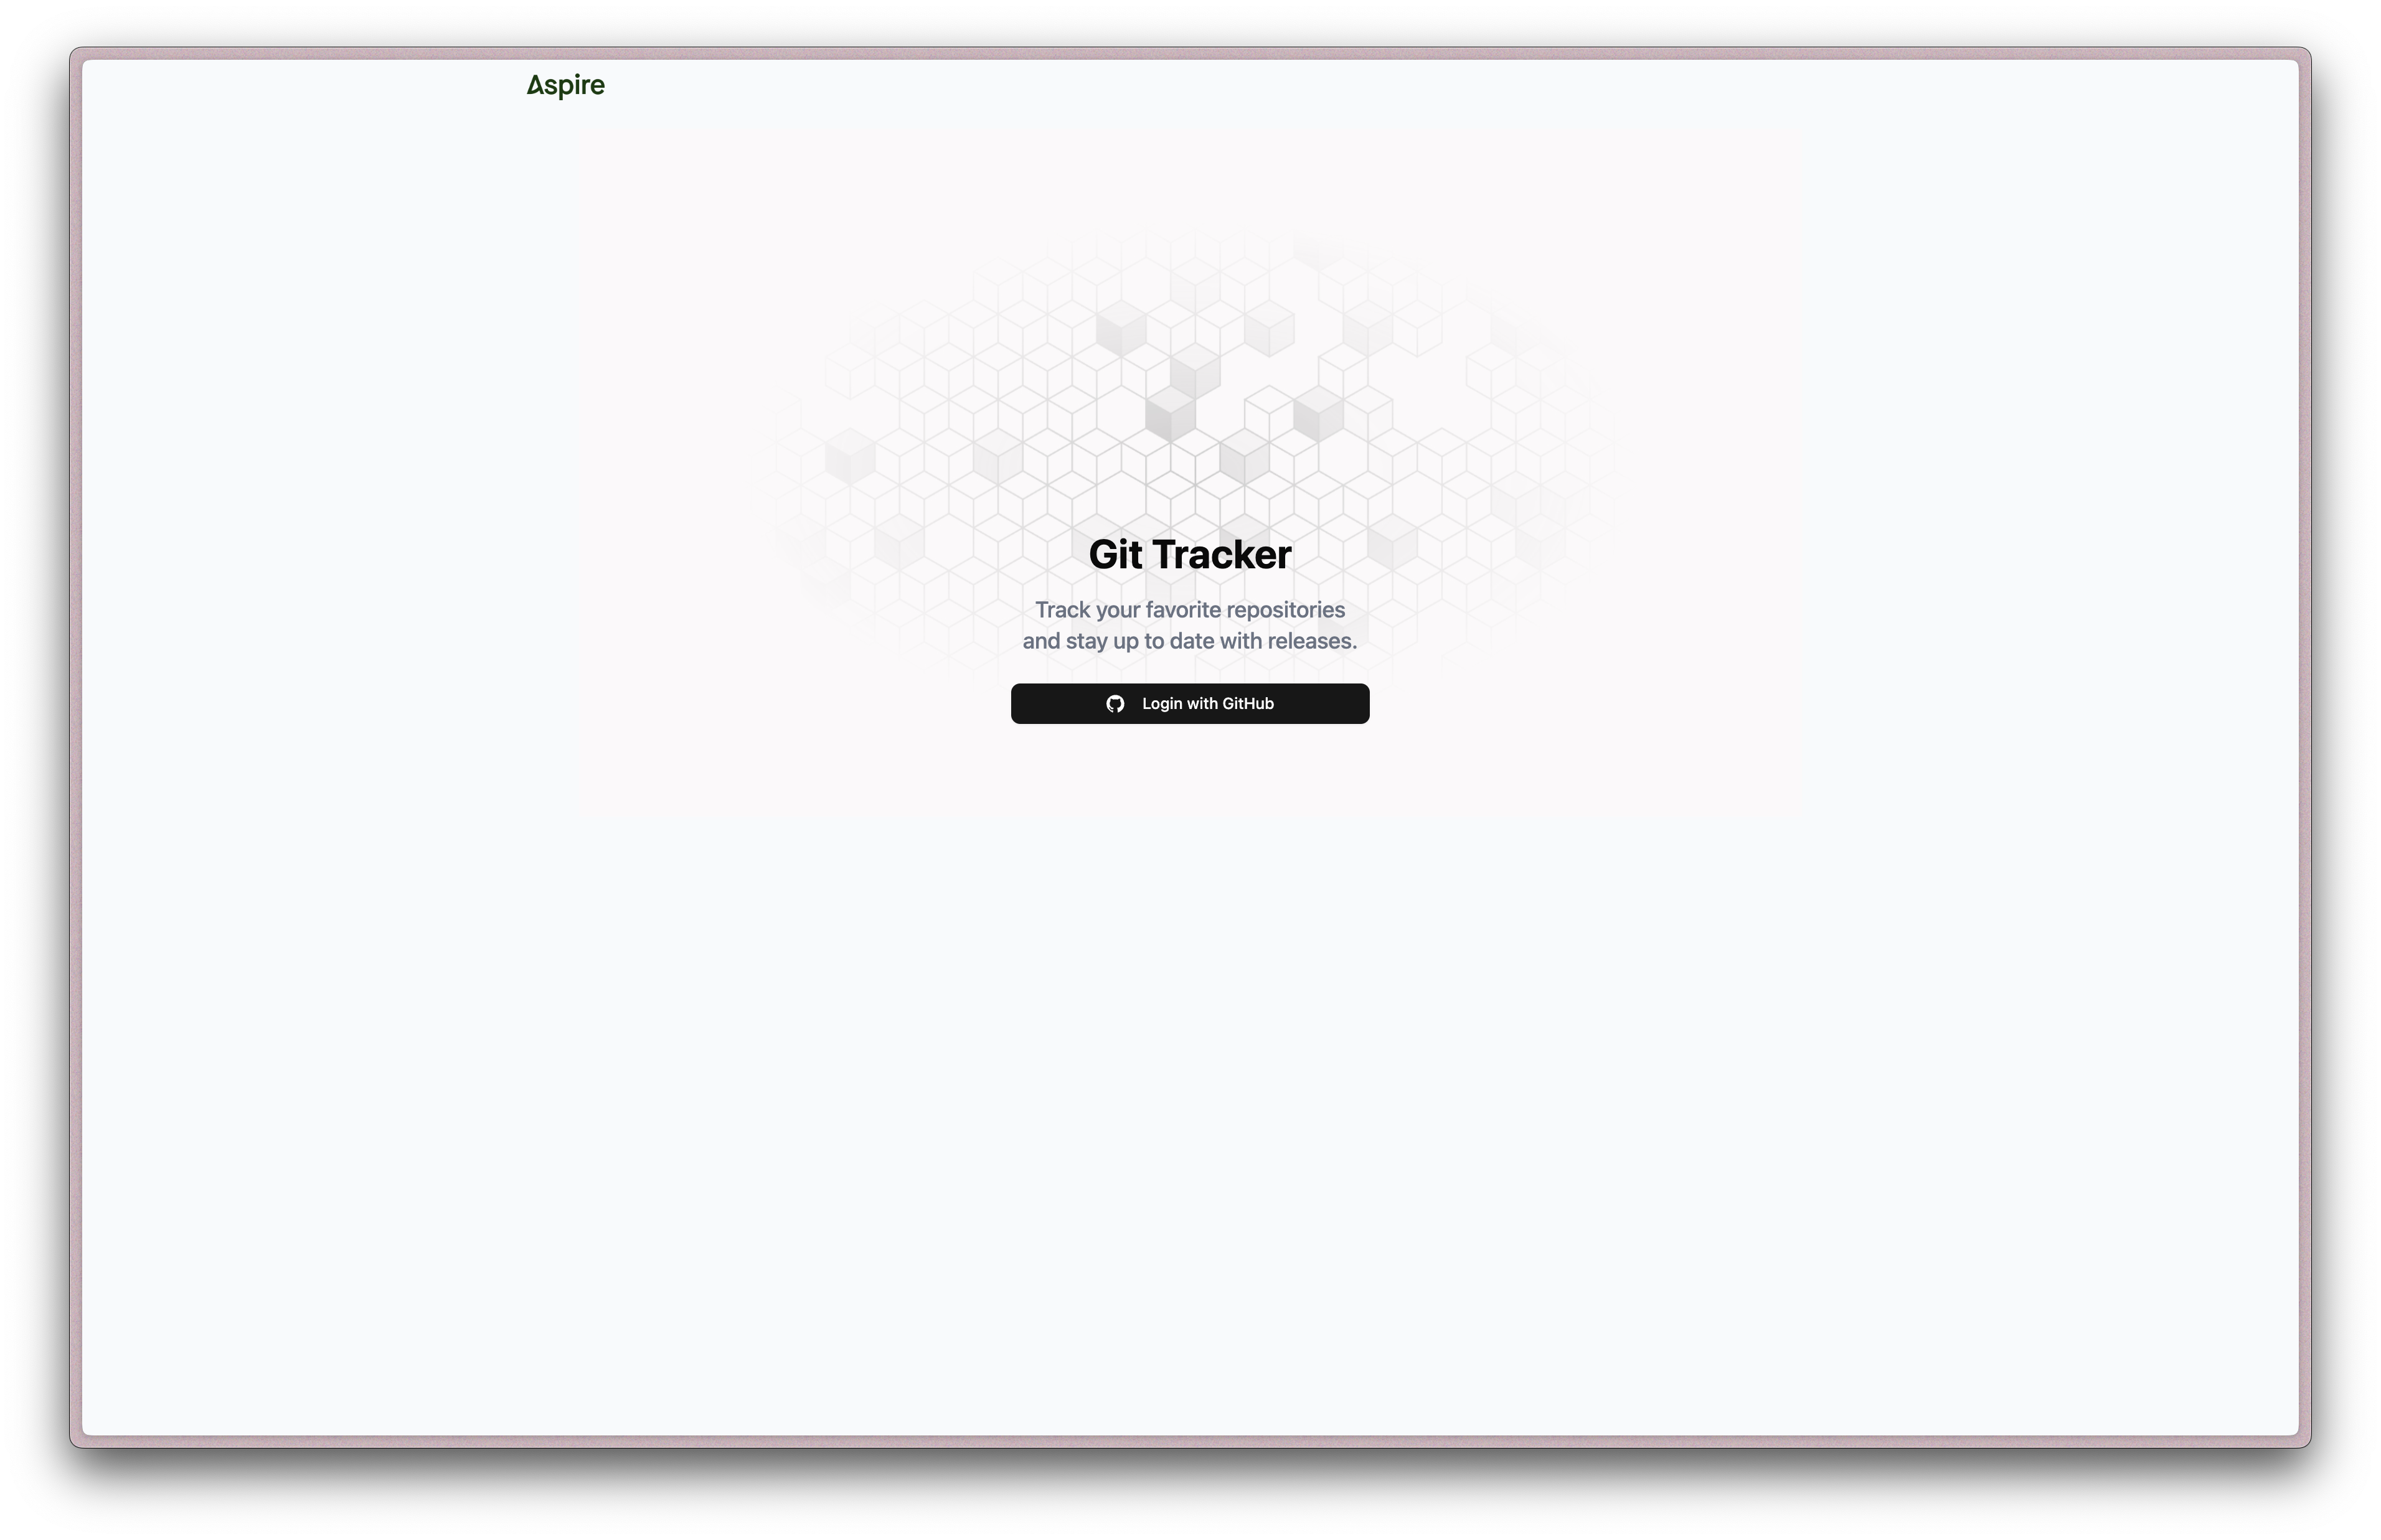 Aspire
Git Tracker
Track your favorite repositories
and stay up to date with releases.
Login with GitHub